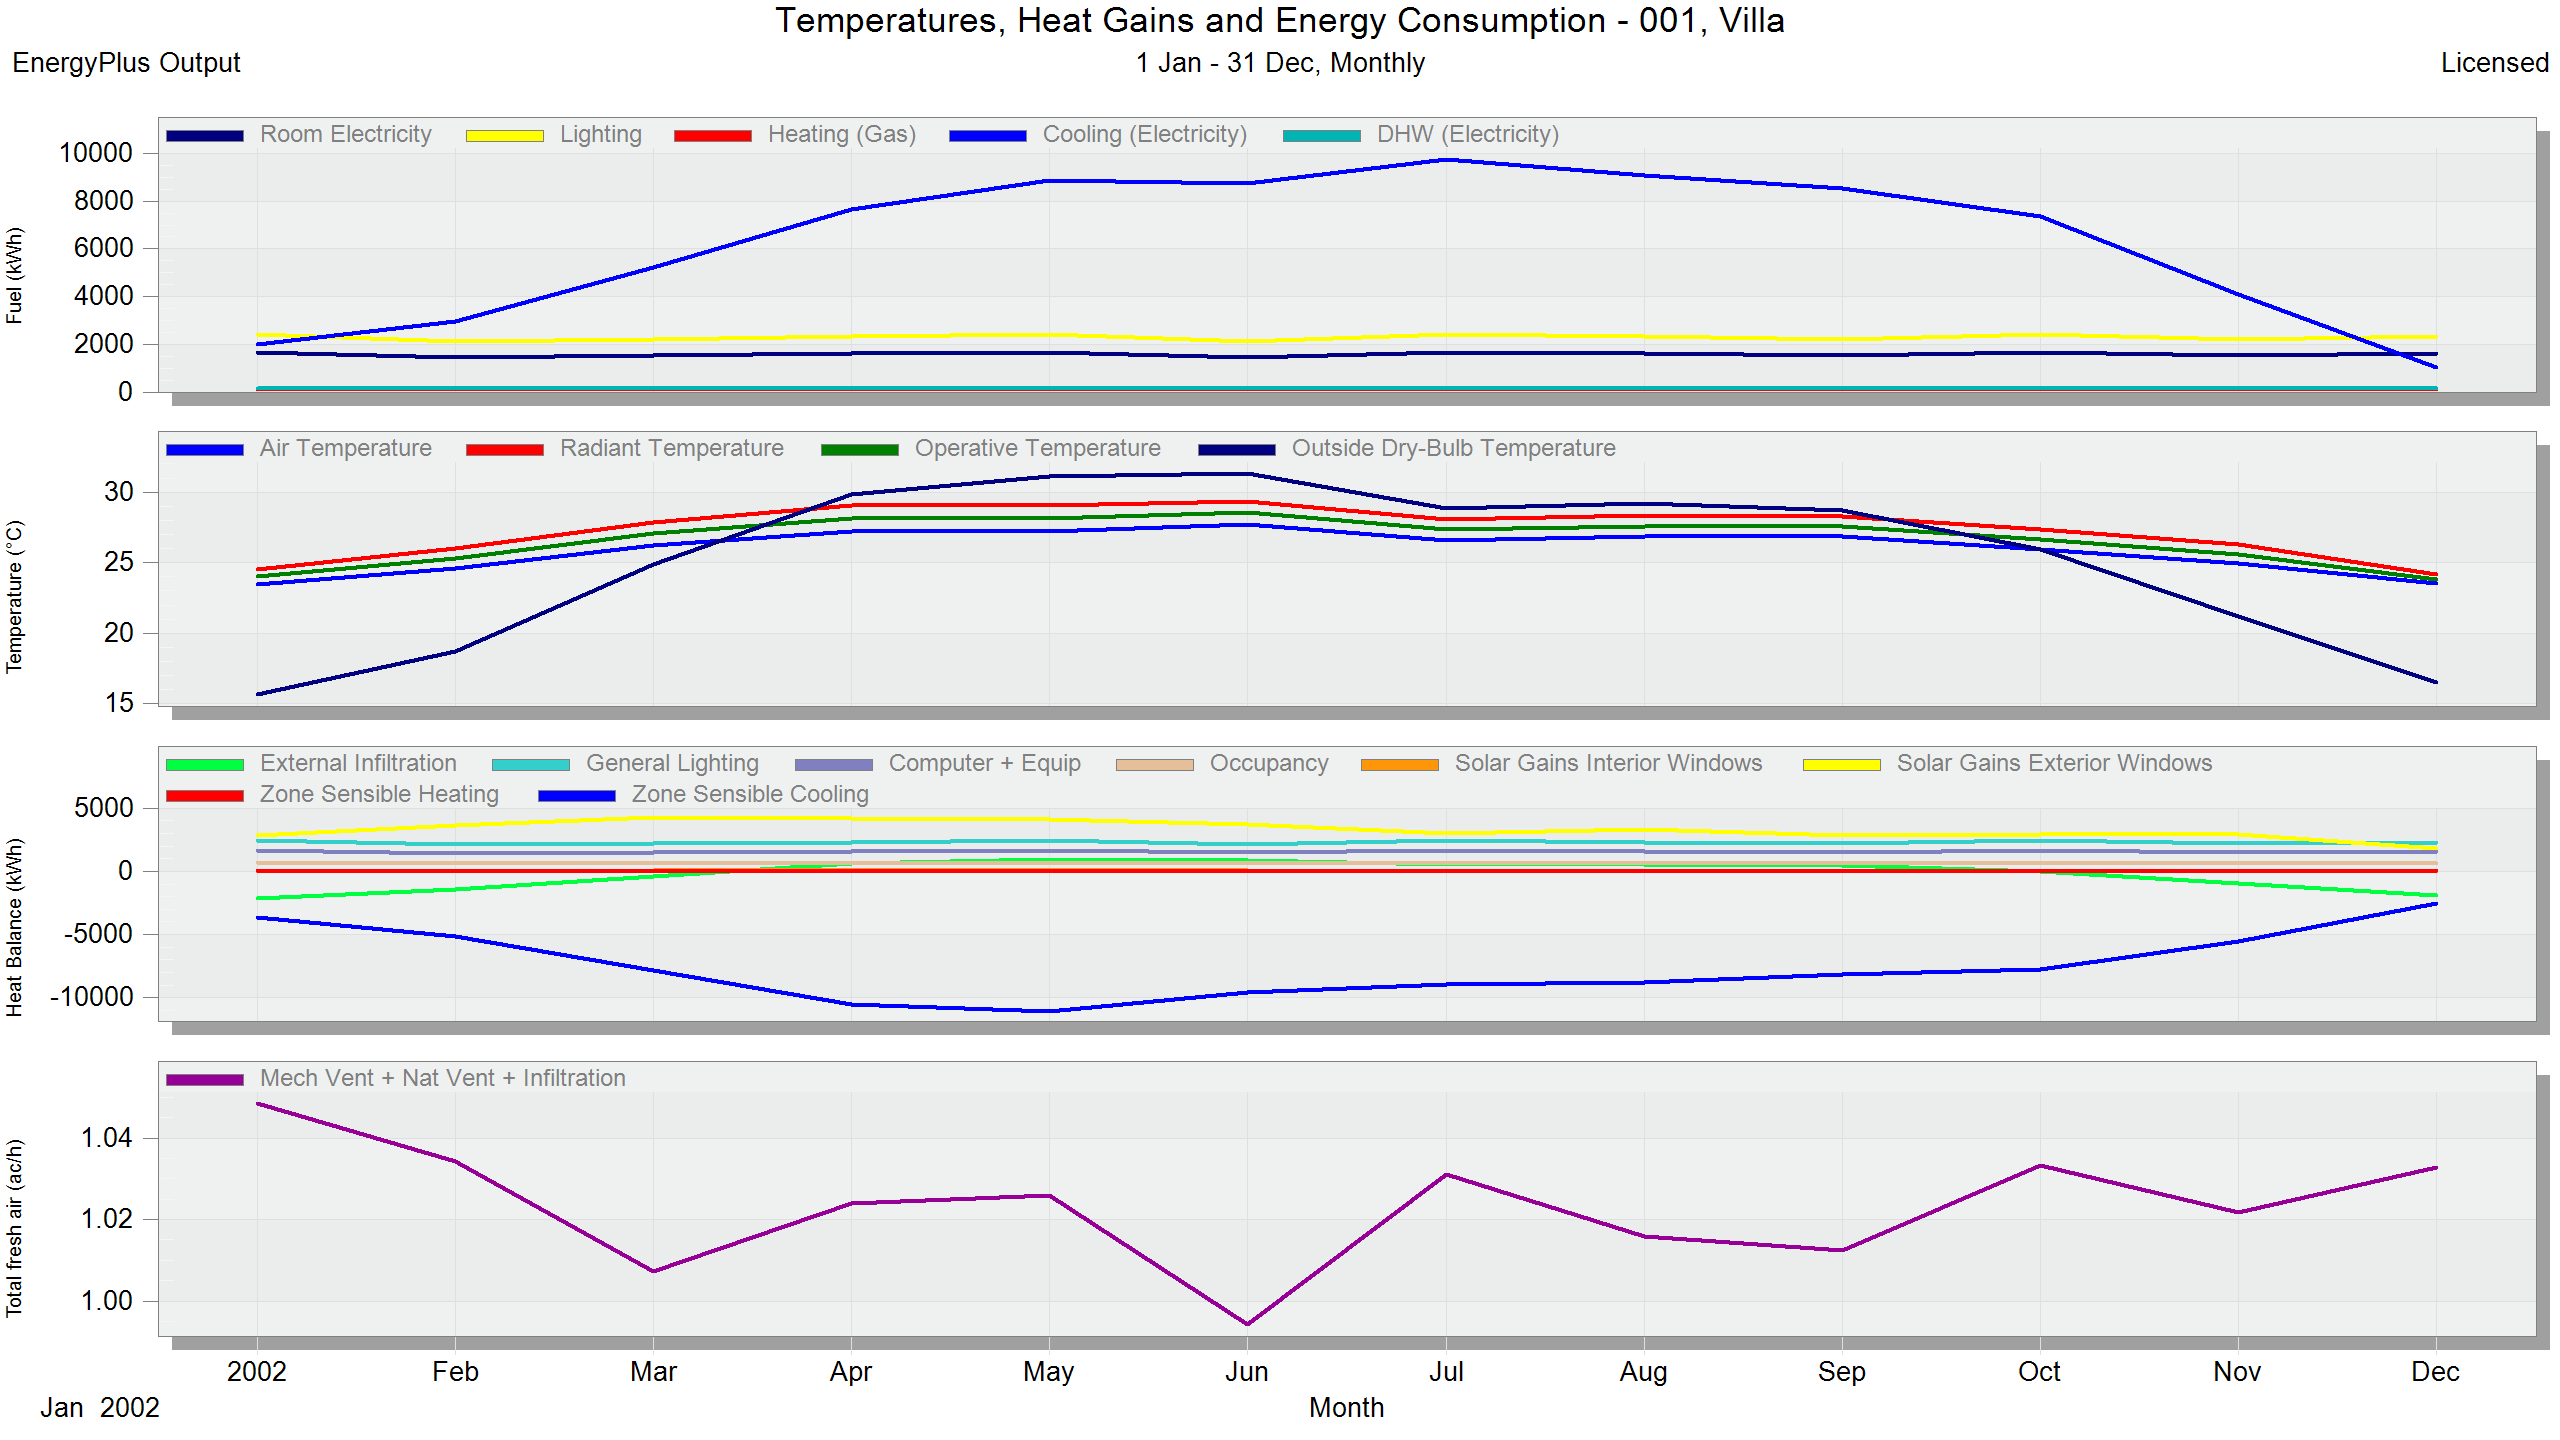 Temperatures, Heat Gains and Energy Consumption - 001, Villa
EnergyPlus Output 1 Jan - 31 Dec, Monthly Licensed
Room Electricity Lighting Heating (Gas) Cooling (Electricity) DHW (Electricity)
10000
8000
6000
4000
2000
0
Fuel (kWh)
Air Temperature Radiant Temperature Operative Temperature Outside Dry-Bulb Temperature
30
25
20
15
Temperature (°C)
External Infiltration General Lighting Computer + Equip Occupancy Solar Gains Interior Windows Solar Gains Exterior Windows
Zone Sensible Heating Zone Sensible Cooling
5000
0
-5000
-10000
Heat Balance (kWh)
Mech Vent + Nat Vent + Infiltration
1.04
1.02
1.00
Total fresh air (ac/h)
2002 Feb Mar Apr May Jun Jul Aug Sep Oct Nov Dec
Jan 2002 Month